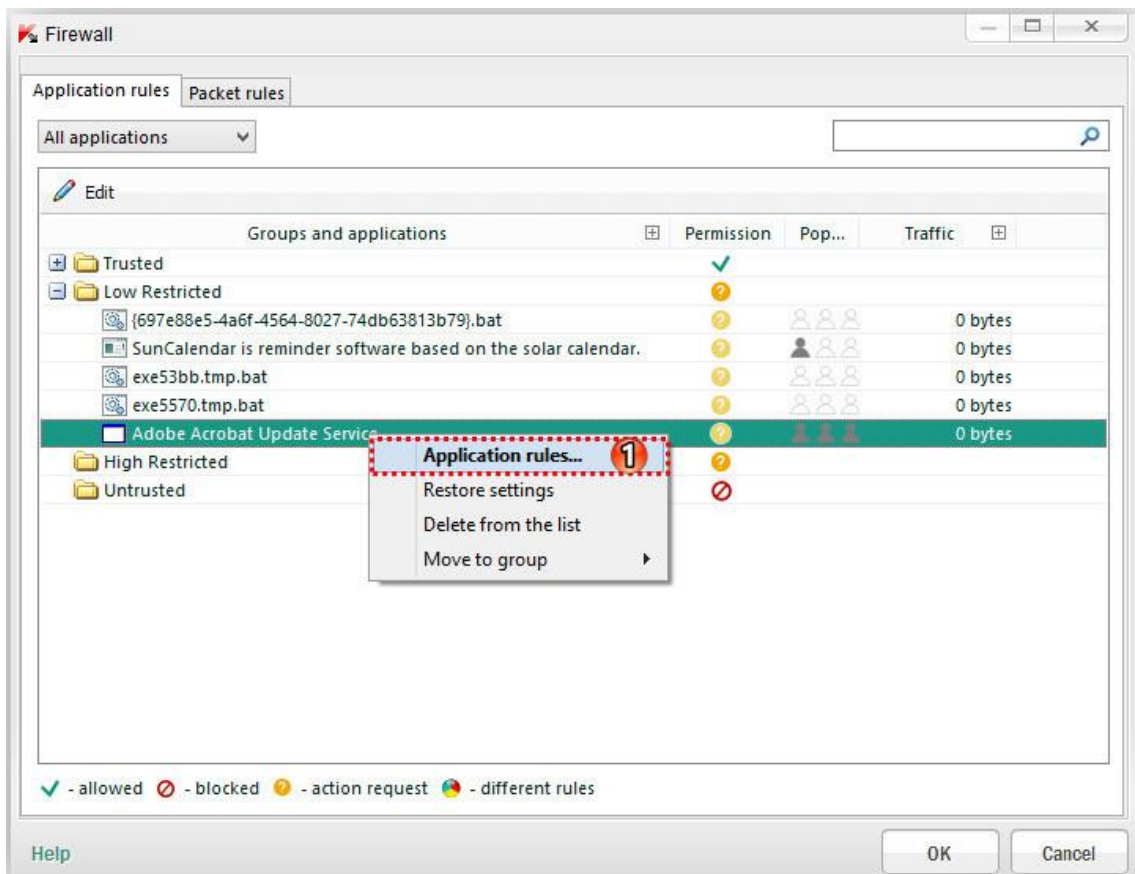 Firewall
Application rules Packet rules
All applications
Edit
Groups and applications Permission Pop... Traffic
Trusted
Low Restricted
{697e88e5-4a6f-4564-8027-74db63813b79}.bat 0 bytes
SunCalendar is reminder software based on the solar calendar. 0 bytes
exe53bb.tmp.bat 0 bytes
exe5570.tmp.bat 0 bytes
Adobe Acrobat Update Service 0 bytes
High Restricted
Untrusted
Application rules... 1
Restore settings
Delete from the list
Move to group
- allowed - blocked - action request - different rules
Help OK Cancel